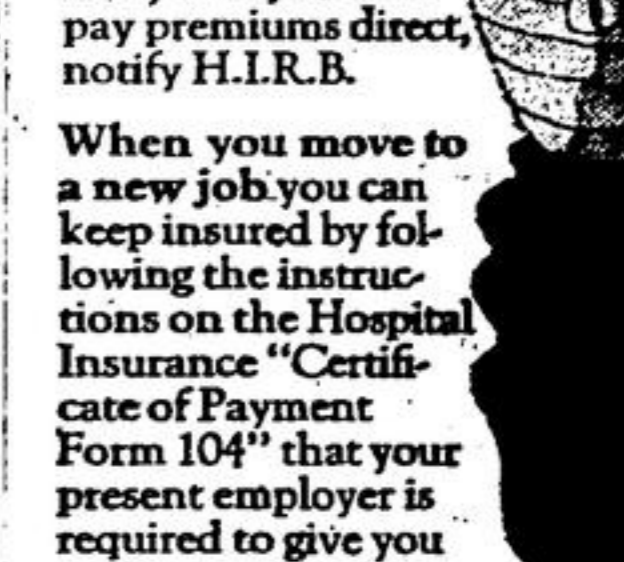 pay premiums direct,
notify H.I.R.B.
When you move to
a new job you can
keep insured by fol-
lowing the instruc-
tions on the Hospital
Insurance “Certifi-
cate of Payment
Form 104” that your
present employer is
required to give you